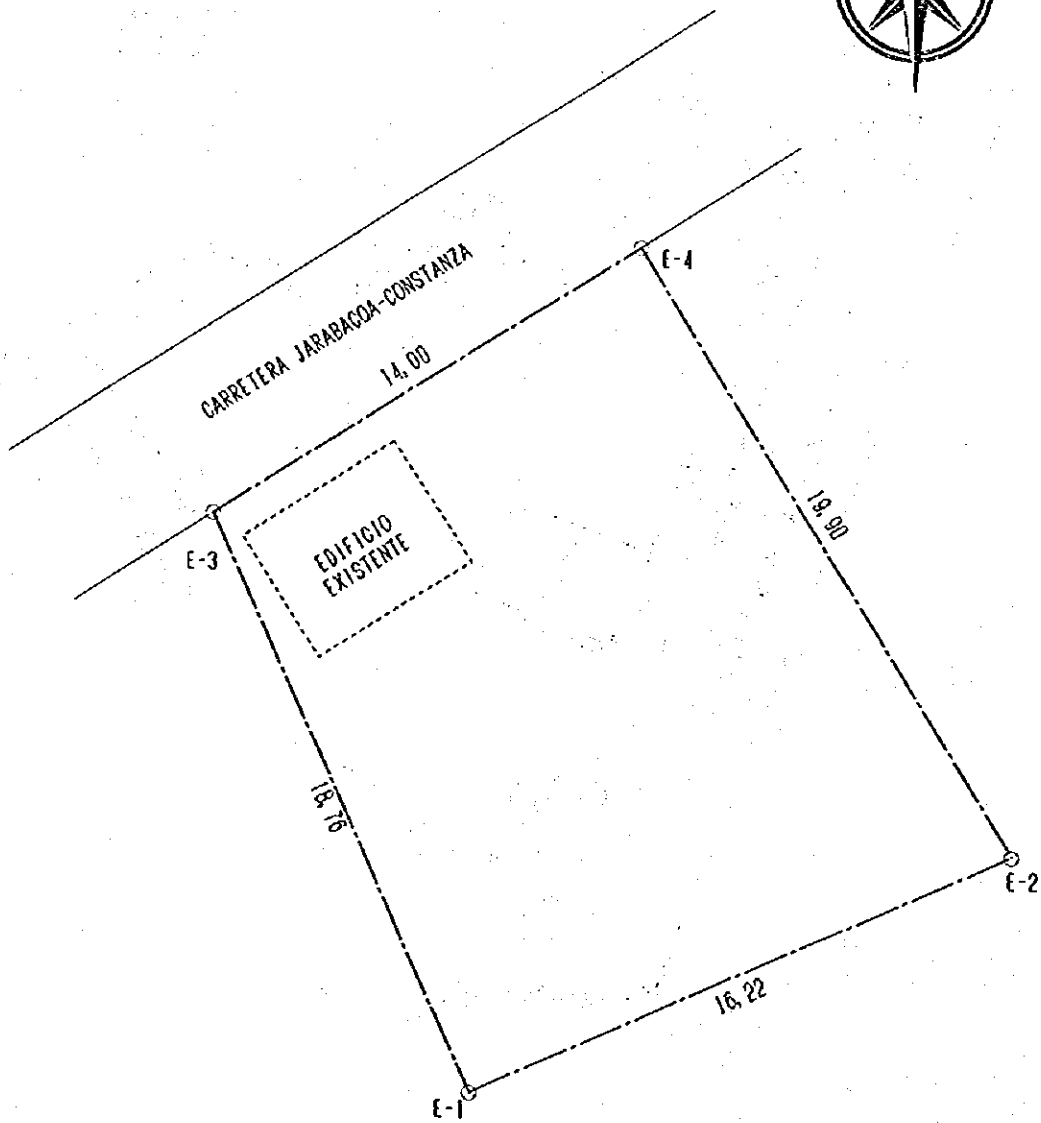 E-4
CARRETERA JARABACOA-CONSTANZA
14,00
E-3
EDIFICIO
EXISTENTE
19,90
18,76
E-2
16,22
E-1